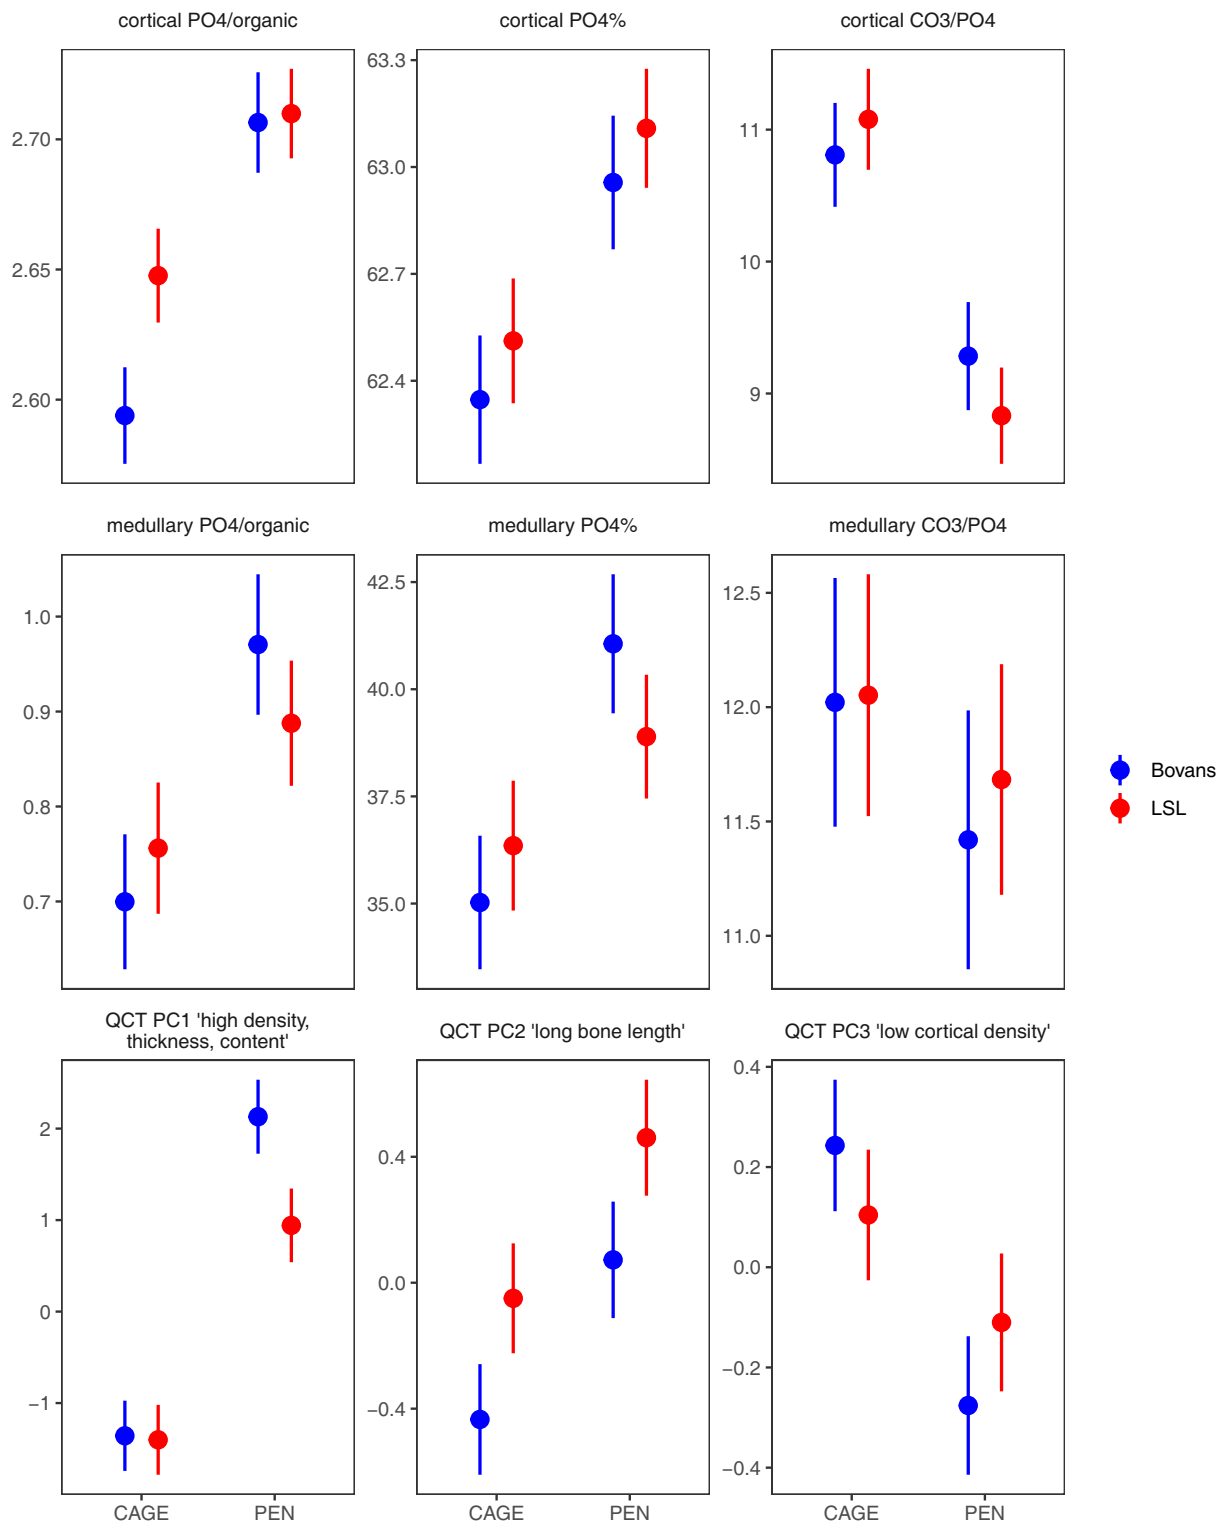 cortical PO4/organic
cortical PO4%
cortical CO3/PO4
2.70
2.65
2.60
63.3
63.0
62.7
62.4
11
10
9
medullary PO4/organic
medullary PO4%
medullary CO3/PO4
1.0
0.9
0.8
0.7
42.5
40.0
37.5
35.0
12.5
12.0
11.5
11.0
Bovans
LSL
QCT PC1 'high density,
thickness, content'
QCT PC2 'long bone length'
QCT PC3 'low cortical density'
2
1
0
−1
0.4
0.0
−0.4
0.4
0.2
0.0
−0.2
−0.4
CAGE
PEN
CAGE
PEN
CAGE
PEN